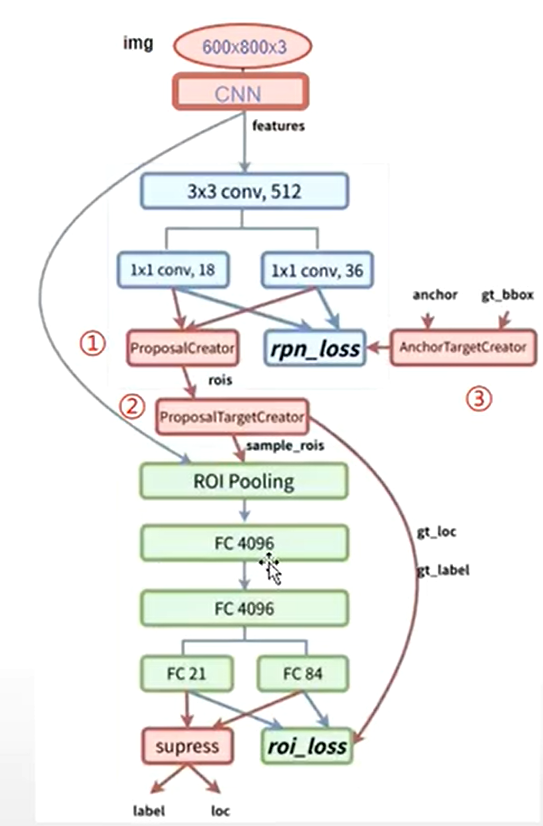 img
600x800x3
CNN
features
3x3 conv, 512
1x1 conv, 18
1x1 conv, 36
anchor
gt_bbox
①
ProposalCreator
rpn_loss
AnchorTargetCreator
rois
③
②
ProposalTargetCreator
sample_rois
ROI Pooling
gt_loc
FC 4096
gt_label
FC 4096
FC 21
FC 84
supress
roi_loss
label
loc